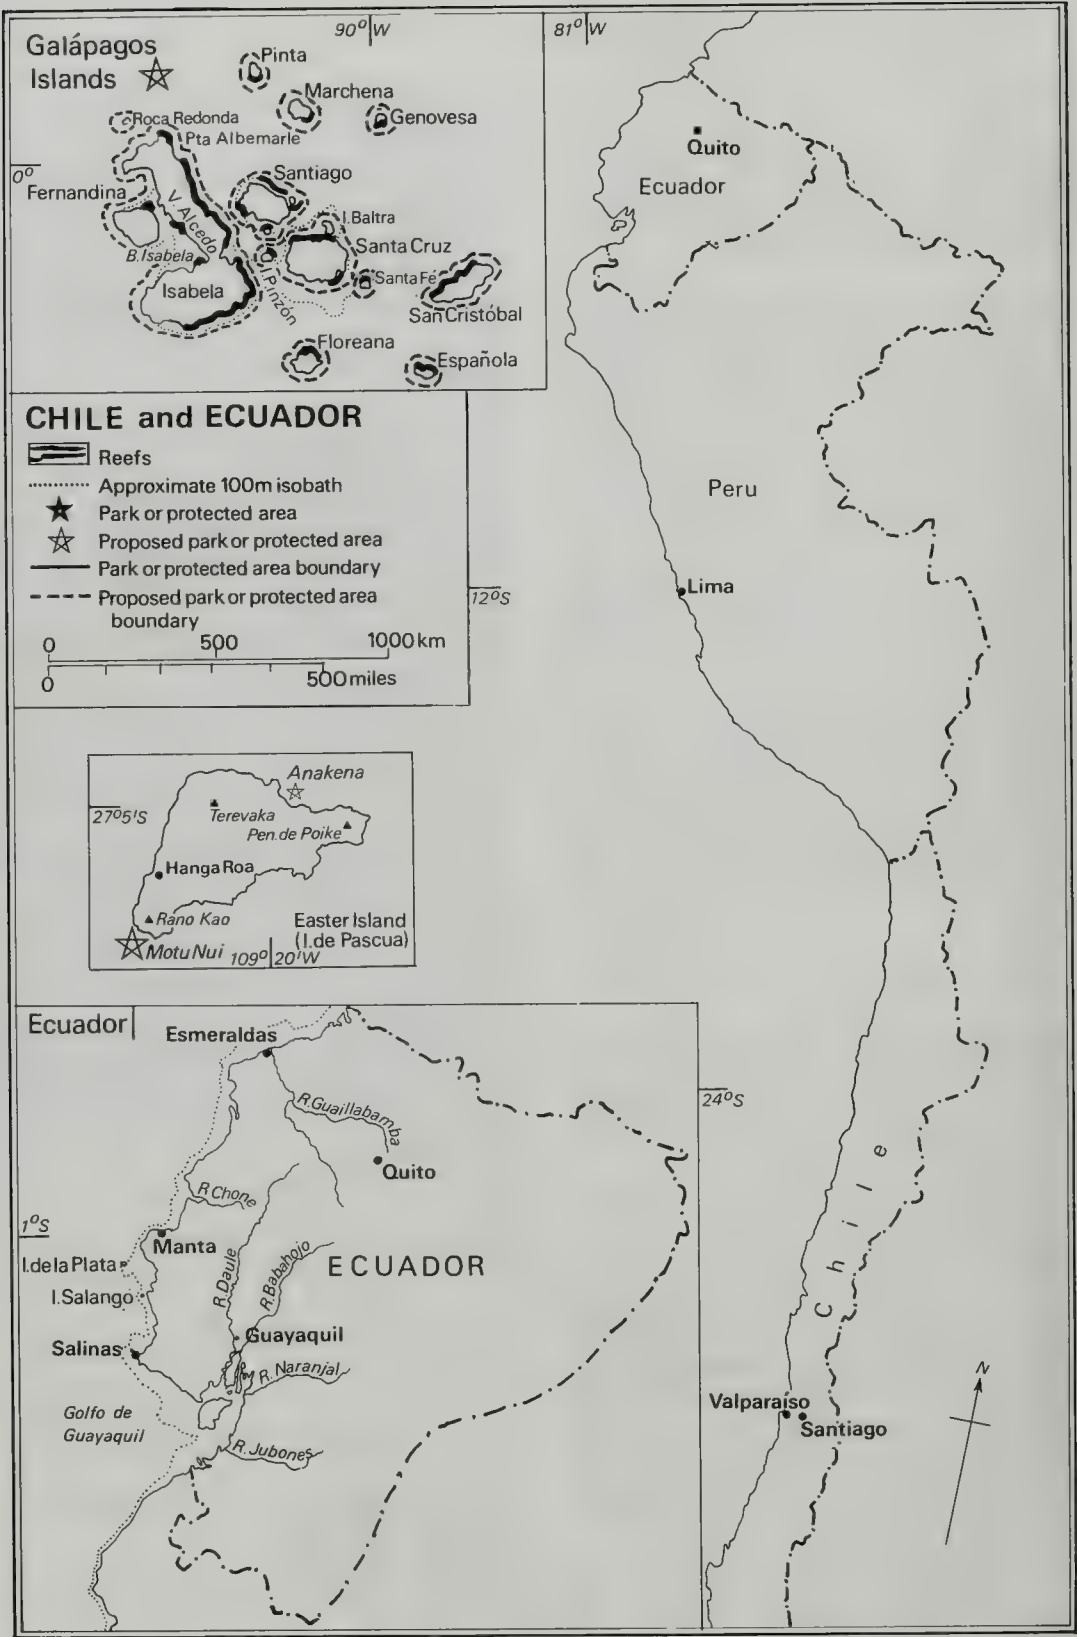 90°W
81°W
Galápagos
Islands
Pinta
Marchena
Genovesa
Roca Redonda
Pta Albemarle
0°
Fernandina
Santiago
V. Alcedo
I. Baltra
Santa Cruz
B. Isabela
Isabela
I. Pinzón
Santa Fé
San Cristóbal
Floreana
Española
CHILE and ECUADOR
Reefs
Approximate 100m isobath
Park or protected area
Proposed park or protected area
Park or protected area boundary
Proposed park or protected area
boundary
0 500 1000 km
0 500 miles
Quito
Ecuador
Peru
Lima
12°S
Anakena
27°5'S
Terevaka
Pen. de Poike
Hanga Roa
Rano Kao
Easter Island
(I. de Pascua)
Motu Nui
109° 20'W
Ecuador
Esmeraldas
R. Guaillabamba
Quito
R. Chone
1°S
Manta
I. de la Plata
R. Daule
R. Babahojo
ECUADOR
I. Salango
Salinas
Guayaquil
R. Naranjal
Golfo de
Guayaquil
R. Jubones
24°S
Chile
Valparaiso
Santiago
N